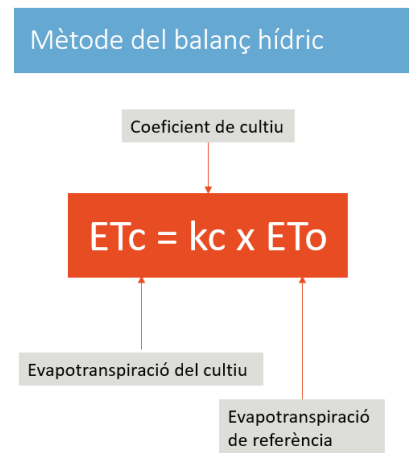 Mètode del balanç hídric
Coeficient de cultiu
ETc = kc x ETo
Evapotranspiració del cultiu
Evapotranspiració
de referència